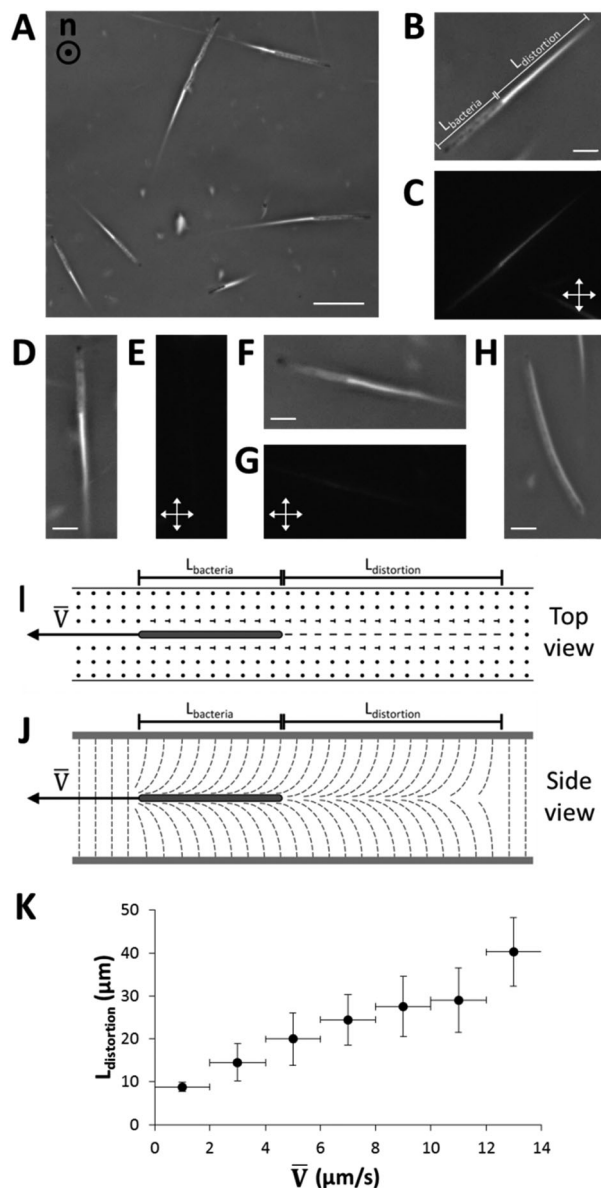 A
n
B
L_bacteria
L_distortion
C
D
E
F
G
H
I
L_bacteria
L_distortion
V̅
Top
view
J
L_bacteria
L_distortion
V̅
Side
view
K
L_distortion (µm)
50
40
30
20
10
0
0 2 4 6 8 10 12 14
V̅ (µm/s)